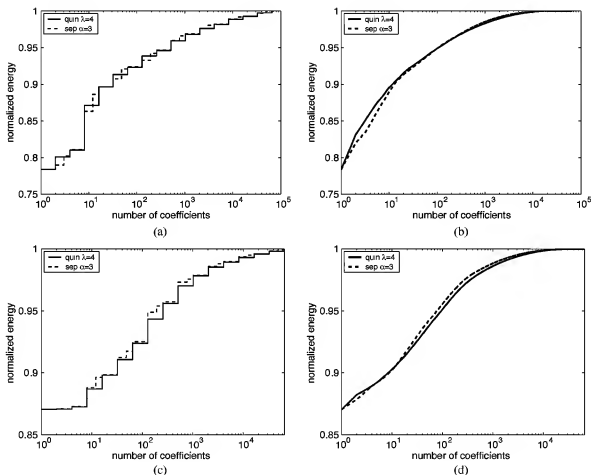 1
0.95
0.9
0.85
0.8
0.75
normalized energy
quin λ=4
sep α=3
10^0 10^1 10^2 10^3 10^4 10^5
number of coefficients
(a)
1
0.95
0.9
0.85
0.8
0.75
normalized energy
quin λ=4
sep α=3
10^0 10^1 10^2 10^3 10^4 10^5
number of coefficients
(b)
1
0.95
0.9
0.85
normalized energy
quin λ=4
sep α=3
10^0 10^1 10^2 10^3 10^4
number of coefficients
(c)
1
0.95
0.9
0.85
normalized energy
quin λ=4
sep α=3
10^0 10^1 10^2 10^3 10^4
number of coefficients
(d)